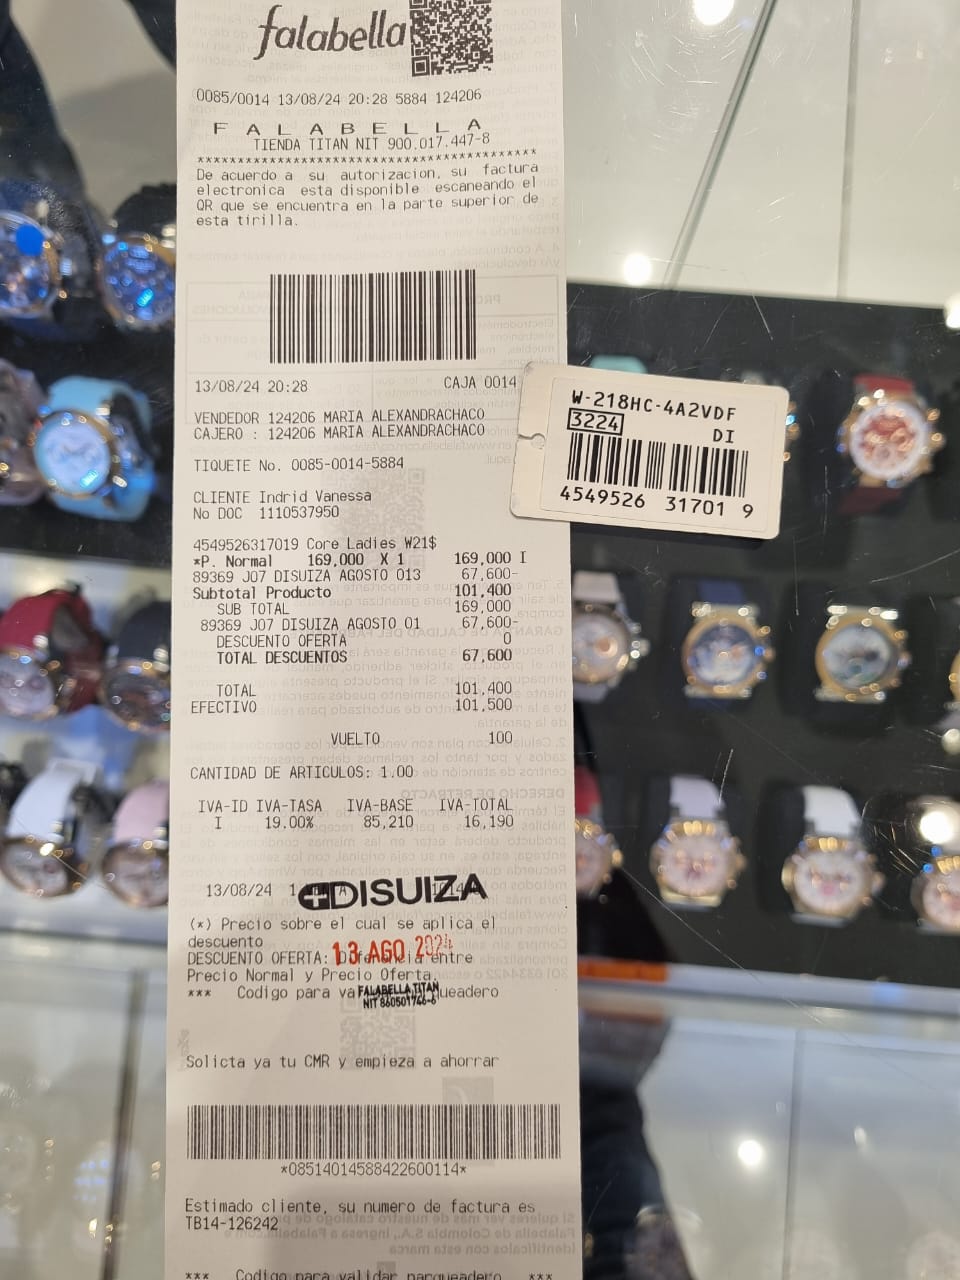 falabella
0085/0014 13/08/24 20:28 5884 124206
F A L A B E L L A
TIENDA TITAN NIT 900.017.447-8
******************************************
De acuerdo a su autorizacion, su factura
electronica esta disponible escaneando el
QR que se encuentra en la parte superior de
esta tirilla.
13/08/24 20:28 CAJA 0014
VENDEDOR 124206 MARIA ALEXANDRACHACO
CAJERO : 124206 MARIA ALEXANDRACHACO
TIQUETE No. 0085-0014-5884
CLIENTE Indrid Vanessa
No DOC 1110537950
4549526317019 Core Ladies W21$
*P. Normal 169,000 X 1 169,000 I
89369 J07 DISUIZA AGOSTO 013 67,600-
Subtotal Producto 101,400
SUB TOTAL 169,000
89369 J07 DISUIZA AGOSTO 01 67,600-
DESCUENTO OFERTA 0
TOTAL DESCUENTOS 67,600
TOTAL 101,400
EFECTIVO 101,500
VUELTO 100
CANTIDAD DE ARTICULOS: 1.00
IVA-ID IVA-TASA IVA-BASE IVA-TOTAL
I 19.00% 85,210 16,190
13/08/24
DISUIZA
(*) Precio sobre el cual se aplica el
descuento
13 AGO 2024
DESCUENTO OFERTA: Diferencia entre
Precio Normal y Precio Oferta.
*** Codigo para
FALABELLA TITAN
NIT 860501746-6
Solicta ya tu CMR y empieza a ahorrar
*08514014588422600114*
Estimado cliente, su numero de factura es
TB14-126242
*** Codigo para validar parqueadero ***
W-218HC-4A2VDF
3224
DI
4549526 31701 9